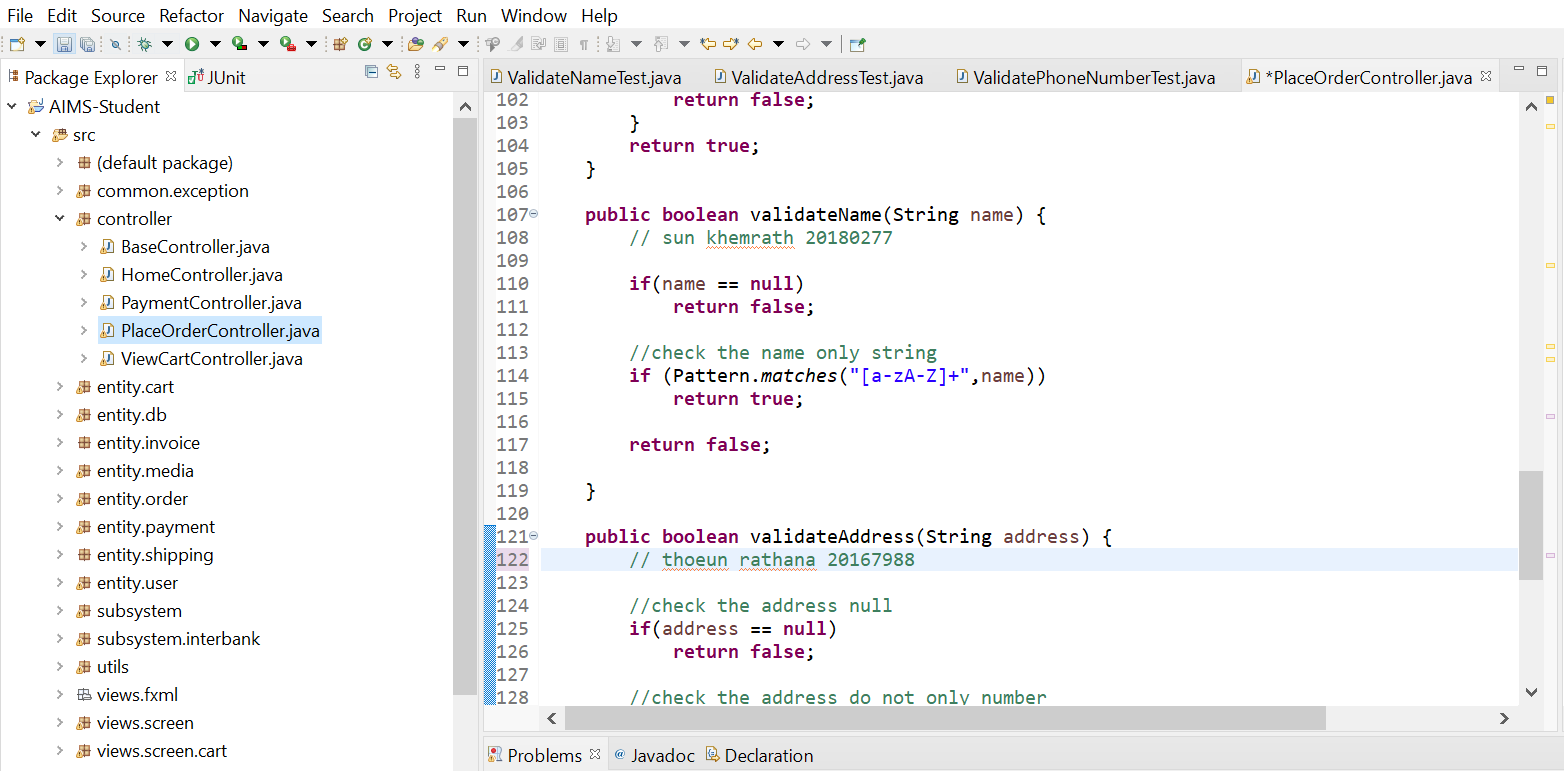 File Edit Source Refactor Navigate Search Project Run Window Help
Package Explorer JUnit
AIMS-Student
src
(default package)
common.exception
controller
BaseController.java
HomeController.java
PaymentController.java
PlaceOrderController.java
ViewCartController.java
entity.cart
entity.db
entity.invoice
entity.media
entity.order
entity.payment
entity.shipping
entity.user
subsystem
subsystem.interbank
utils
views.fxml
views.screen
views.screen.cart
ValidateNameTest.java ValidateAddressTest.java ValidatePhoneNumberTest.java *PlaceOrderController.java
102 return false;
103 }
104 return true;
105 }
106
107 public boolean validateName(String name) {
108 // sun khemrath 20180277
109
110 if(name == null)
111 return false;
112
113 //check the name only string
114 if (Pattern.matches("[a-zA-Z]+",name))
115 return true;
116
117 return false;
118
119 }
120
121 public boolean validateAddress(String address) {
122 // thoeun rathana 20167988
123
124 //check the address null
125 if(address == null)
126 return false;
127
128 //check the address do not only number
Problems @ Javadoc Declaration